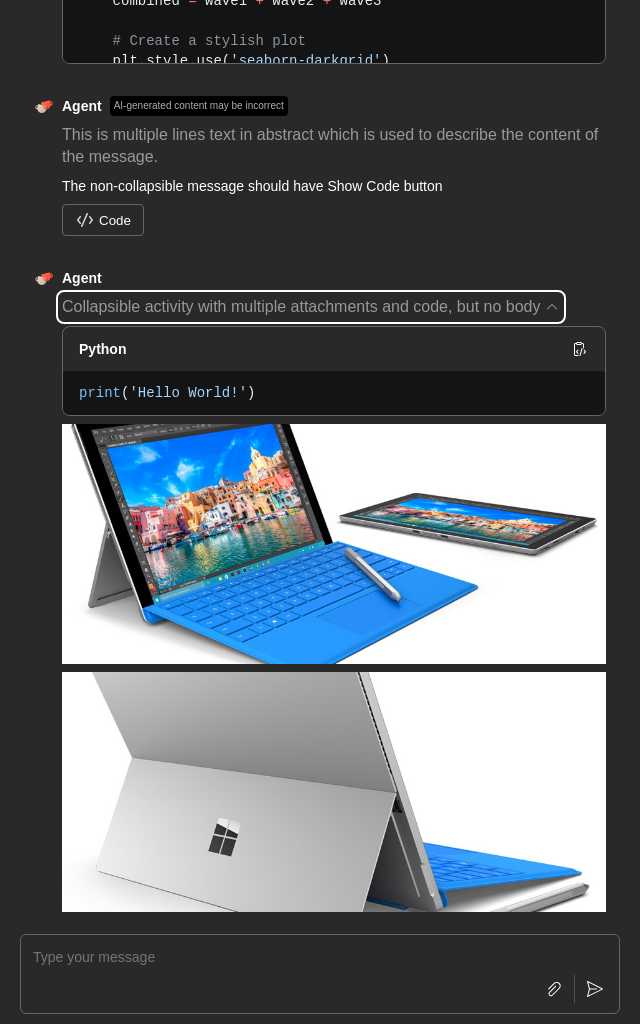 combined = wave1 + wave2 + wave3
# Create a stylish plot
plt.style.use('seaborn-darkgrid')
Agent AI-generated content may be incorrect
This is multiple lines text in abstract which is used to describe the content of
the message.
The non-collapsible message should have Show Code button
Code
Agent
Collapsible activity with multiple attachments and code, but no body
Python
print('Hello World!')
Type your message